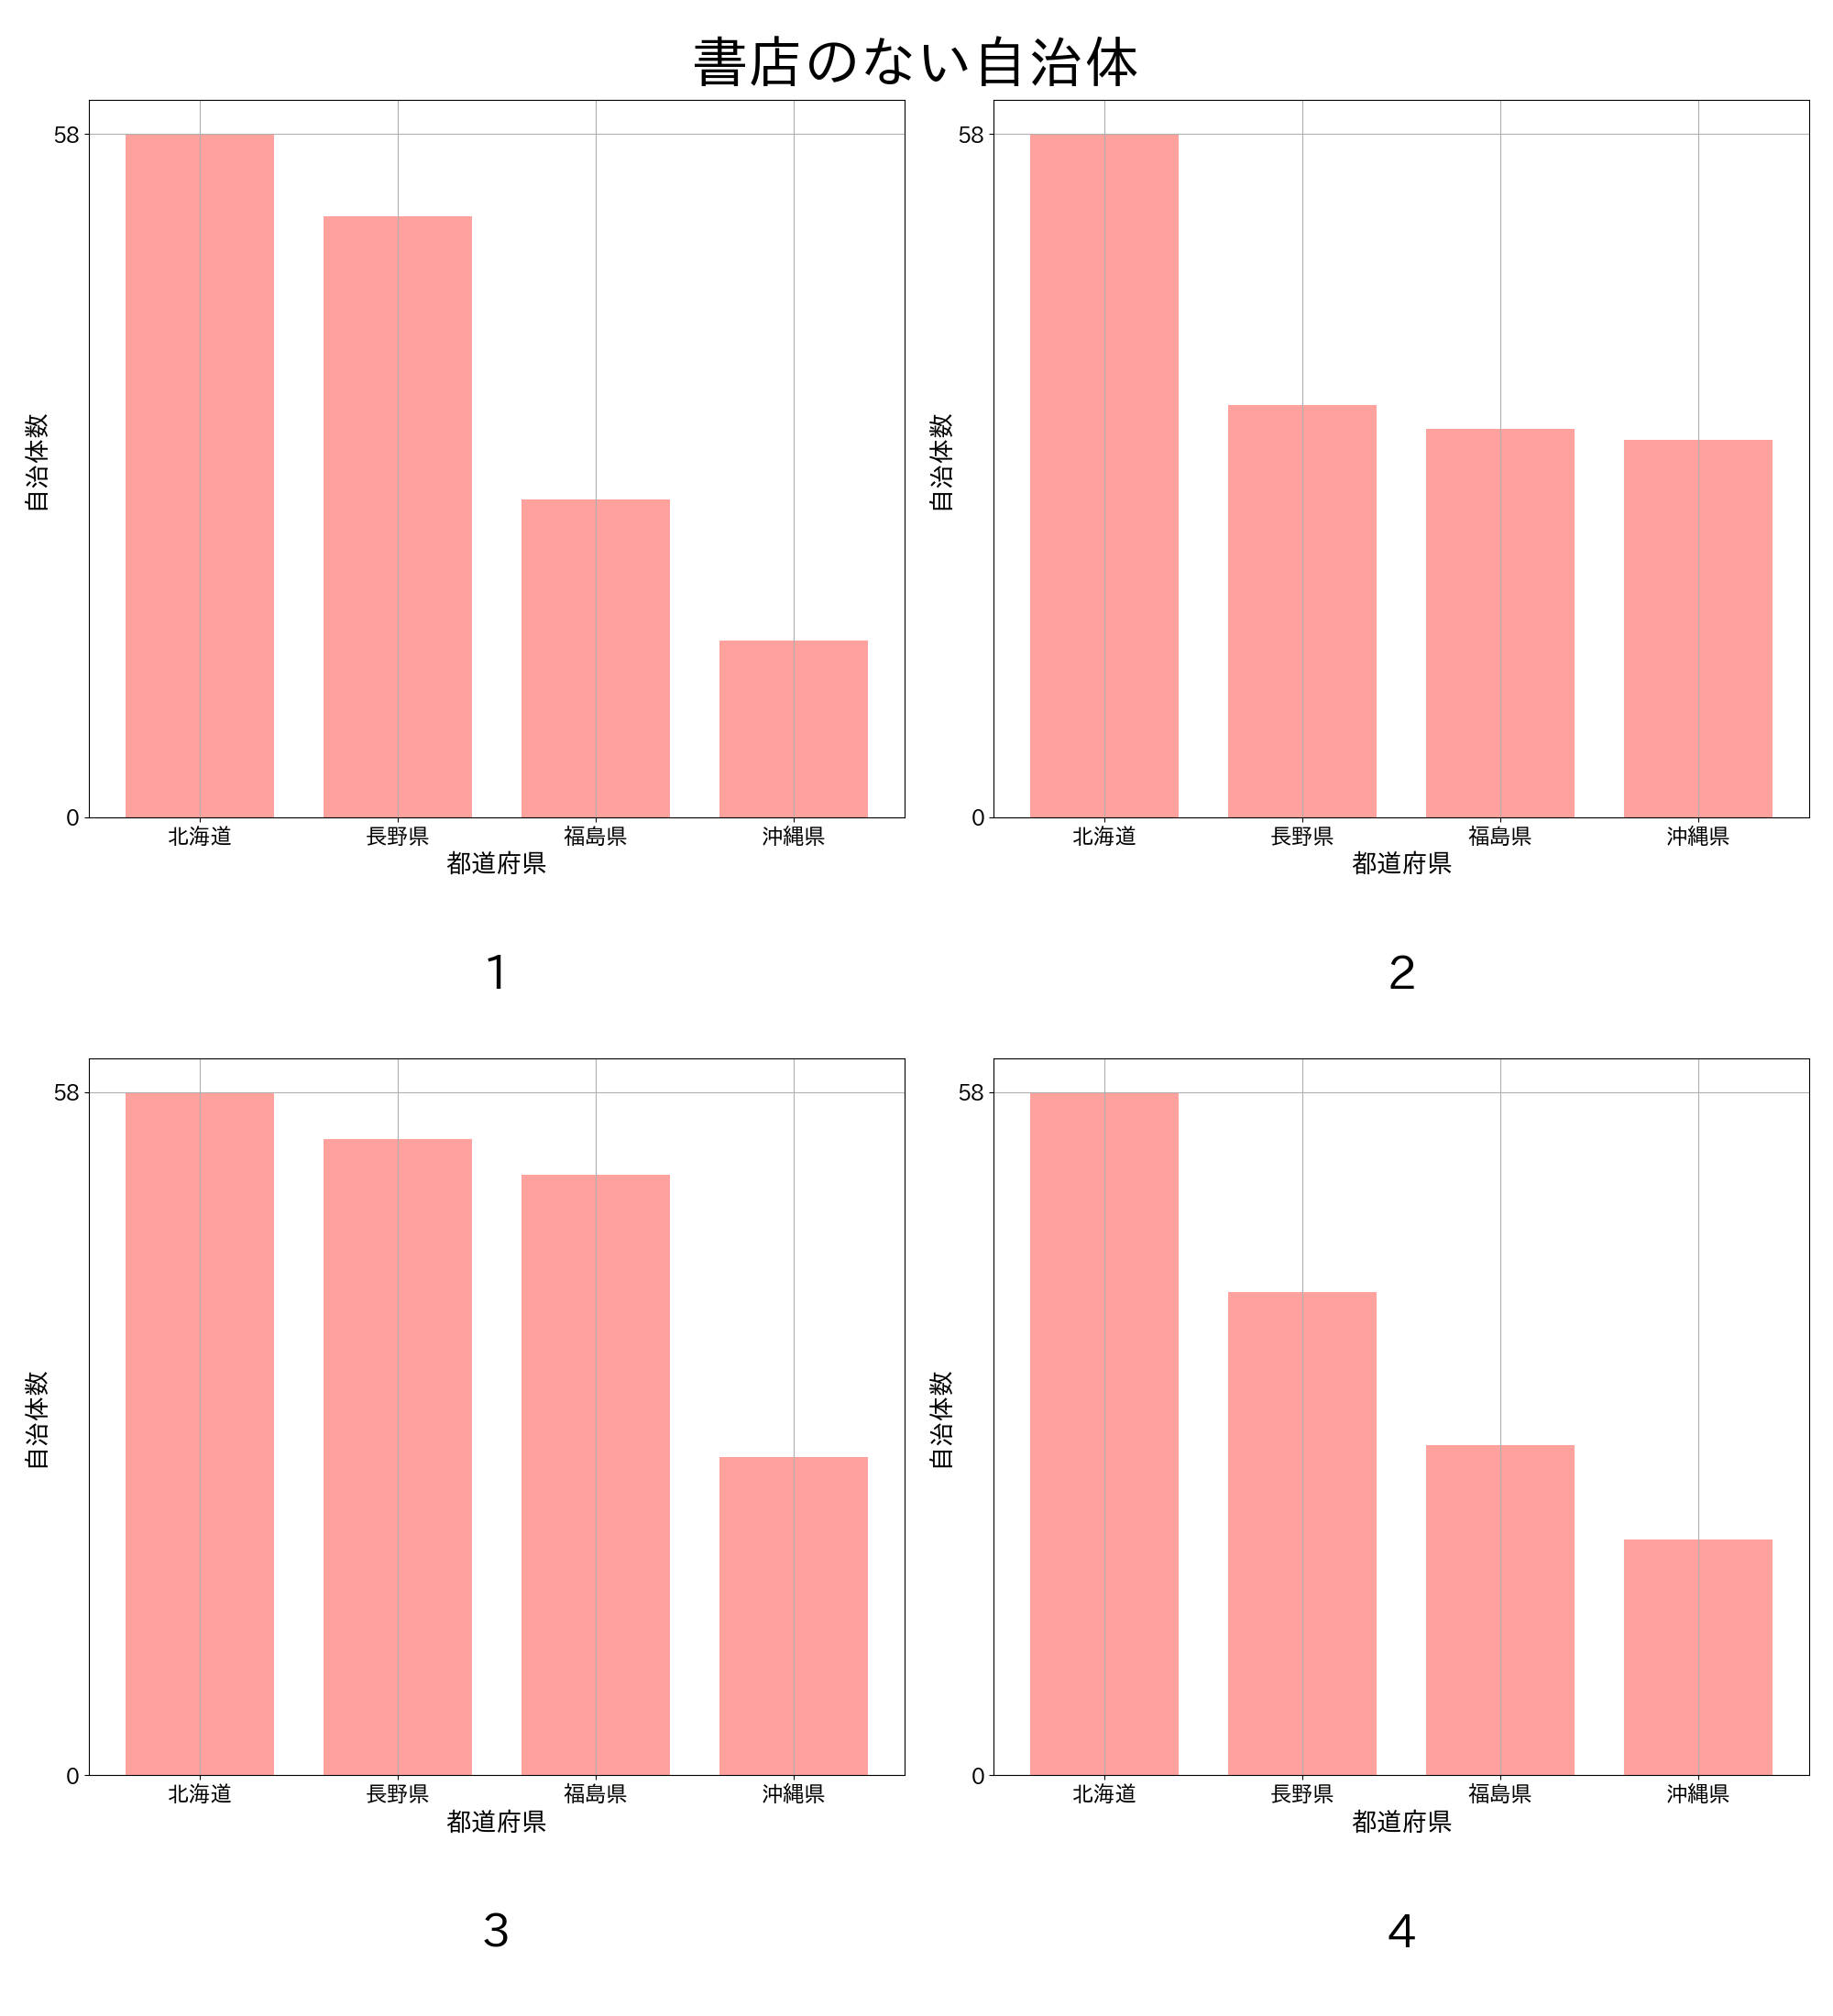 書店のない自治体
58
0
自治体数
北海道 長野県 福島県 沖縄県
都道府県
1
58
0
自治体数
北海道 長野県 福島県 沖縄県
都道府県
2
58
0
自治体数
北海道 長野県 福島県 沖縄県
都道府県
3
58
0
自治体数
北海道 長野県 福島県 沖縄県
都道府県
4